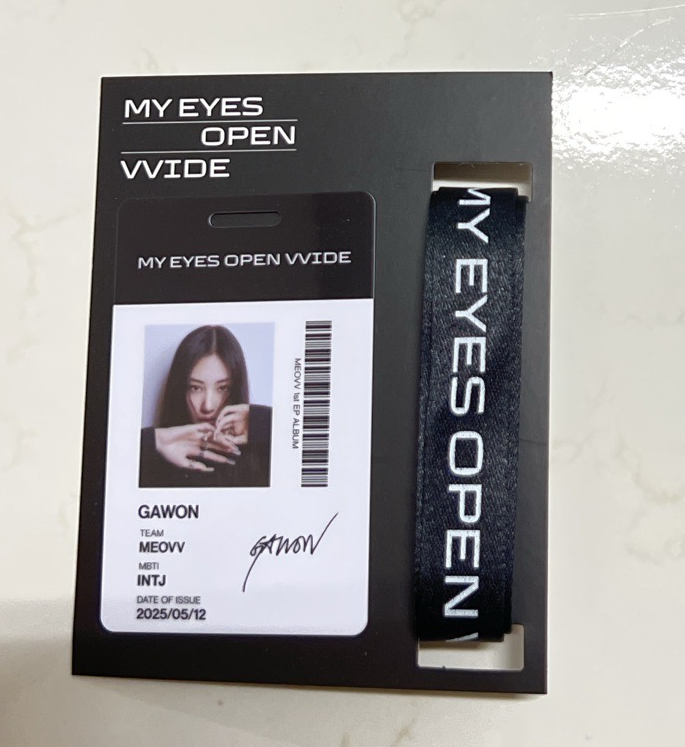 MY EYES
OPEN
VVIDE
MY EYES OPEN VVIDE
MEOVV 1st EP ALBUM
GAWON
TEAM
MEOVV
MBTI
INTJ
DATE OF ISSUE
2025/05/12
GAWON
MY EYES OPEN